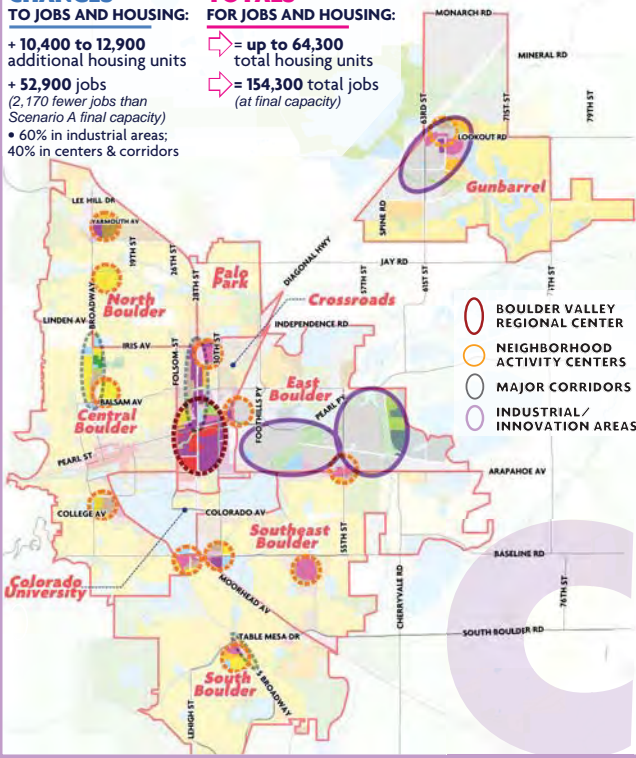 CHANGES
TO JOBS AND HOUSING:
+ 10,400 to 12,900
additional housing units
+ 52,900 jobs
(2,170 fewer jobs than
Scenario A final capacity)
• 60% in industrial areas;
40% in centers & corridors
TOTALS
FOR JOBS AND HOUSING:
= up to 64,300
total housing units
= 154,300 total jobs
(at final capacity)
MONARCH RD
MINERAL RD
63RD ST
71ST ST
79TH ST
LOOKOUT RD
Gunbarrel
SPINE RD
LEE HILL DR
YARMOUTH AV
19TH ST
26TH ST
28TH ST
DIAGONAL HWY
JAY RD
57TH ST
61ST ST
71TH ST
Palo
Park
Crossroads
BROADWAY
North
Boulder
LINDEN AV
INDEPENDENCE RD
IRIS AV
FOLSOM ST
30TH ST
East
Boulder
PEARL PY
FOOTHILLS PY
BALSAM AV
Central
Boulder
PEARL ST
ARAPAHOE AV
BOULDER VALLEY
REGIONAL CENTER
NEIGHBORHOOD
ACTIVITY CENTERS
MAJOR CORRIDORS
INDUSTRIAL/
INNOVATION AREAS
COLLEGE AV
COLORADO AV
Southeast
Boulder
55TH ST
BASELINE RD
Colorado
University
MOORHEAD AV
CHERRYVALE RD
76TH ST
TABLE MESA DR
SOUTH BOULDER RD
South
Boulder
S BROADWAY
LEHIGH ST
C